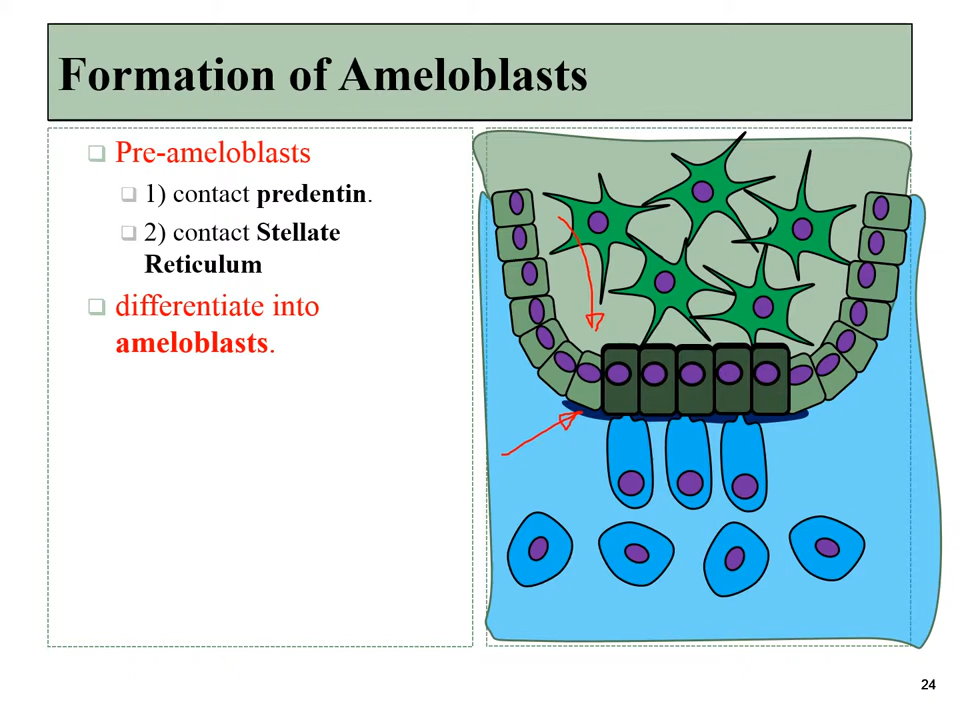 Formation of Ameloblasts
Pre-ameloblasts
1) contact predentin.
2) contact Stellate
Reticulum
differentiate into
ameloblasts.
24